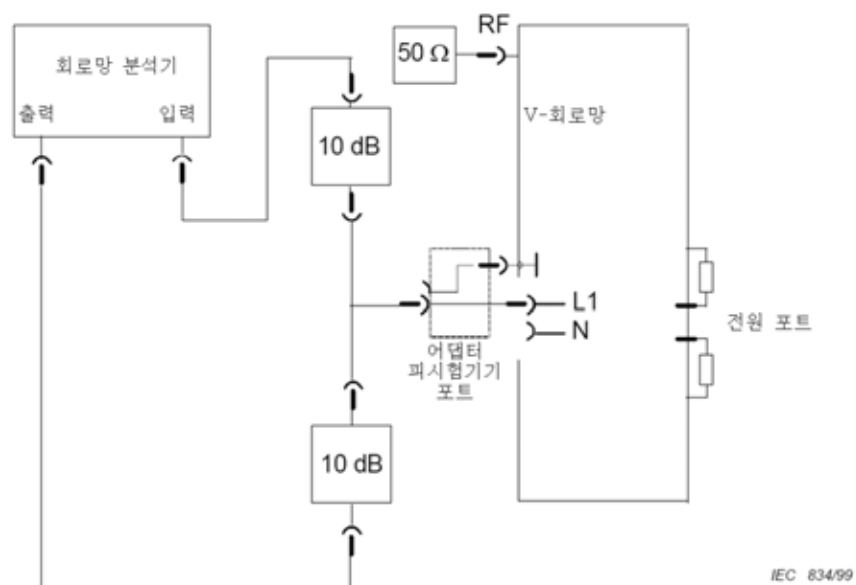 회로망 분석기
출력
입력
10 dB
50 Ω
RF
V-회로망
L1
N
어댑터
피시험기기
포트
전원 포트
10 dB
IEC 834/99